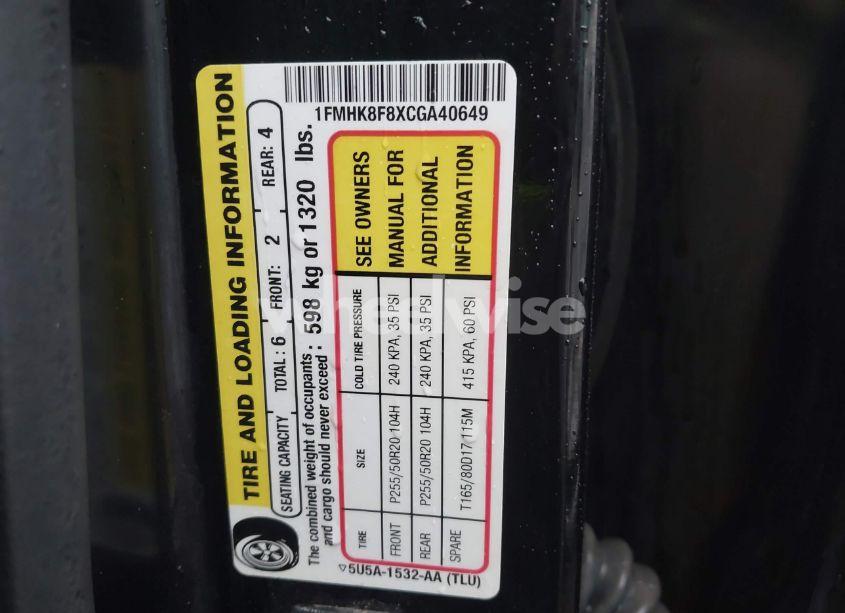 TIRE AND LOADING INFORMATION
SEATING CAPACITY TOTAL : 6 FRONT: 2 REAR: 4
The combined weight of occupants
and cargo should never exceed : 598 kg or 1320 lbs.
TIRE SIZE COLD TIRE PRESSURE
FRONT P255/50R20 104H 240 KPA, 35 PSI
REAR P255/50R20 104H 240 KPA, 35 PSI
SPARE T165/80D17 115M 415 KPA, 60 PSI
SEE OWNERS
MANUAL FOR
ADDITIONAL
INFORMATION
5U5A-1532-AA (TLU)
1FMHK8F8XCGA40649
wheelwise